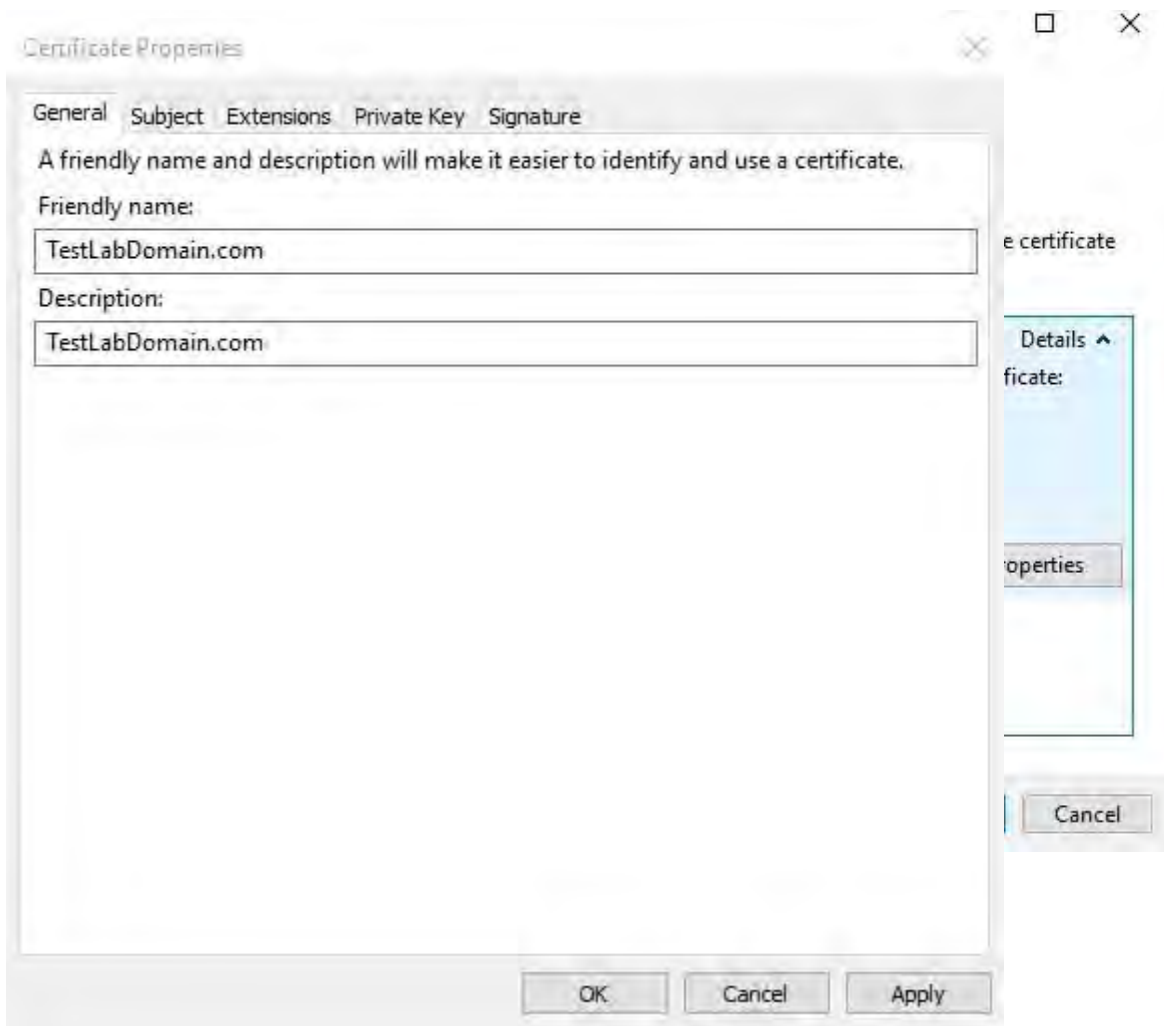 Certificate Properties
General Subject Extensions Private Key Signature
A friendly name and description will make it easier to identify and use a certificate.
Friendly name:
TestLabDomain.com
Description:
TestLabDomain.com
OK Cancel Apply
e certificate
Details
ficate:
operties
Cancel